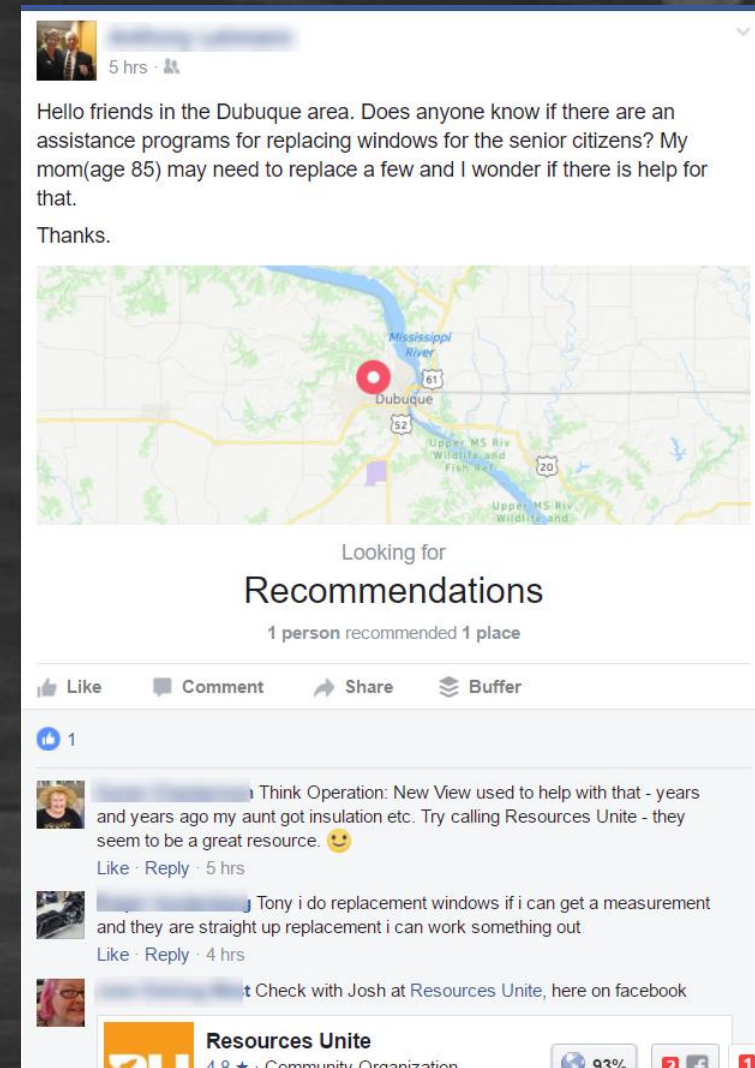 5 hrs ·
Hello friends in the Dubuque area. Does anyone know if there are an
assistance programs for replacing windows for the senior citizens? My
mom(age 85) may need to replace a few and I wonder if there is help for
that.
Thanks.
Mississippi
River
61
Dubuque
52
Upper MS Riv
Wildlife and
Fish Ref
20
Upper MS Riv
Wildlife and
Looking for
Recommendations
1 person recommended 1 place
Like Comment Share Buffer
1
Think Operation: New View used to help with that - years
and years ago my aunt got insulation etc. Try calling Resources Unite - they
seem to be a great resource.
Like · Reply · 5 hrs
Tony i do replacement windows if i can get a measurement
and they are straight up replacement i can work something out
Like · Reply · 4 hrs
Check with Josh at Resources Unite, here on facebook
Resources Unite
4.8 ★ · Community Organization
93% 2 1